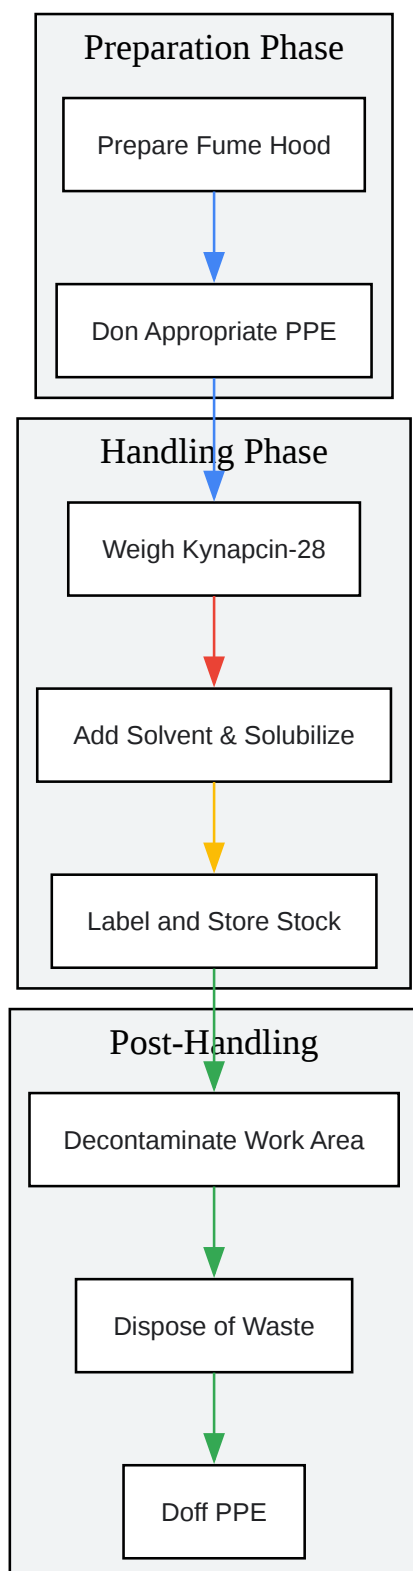 Preparation Phase
Prepare Fume Hood
Don Appropriate PPE
Handling Phase
Weigh Kynapcin-28
Add Solvent & Solubilize
Label and Store Stock
Post-Handling
Decontaminate Work Area
Dispose of Waste
Doff PPE